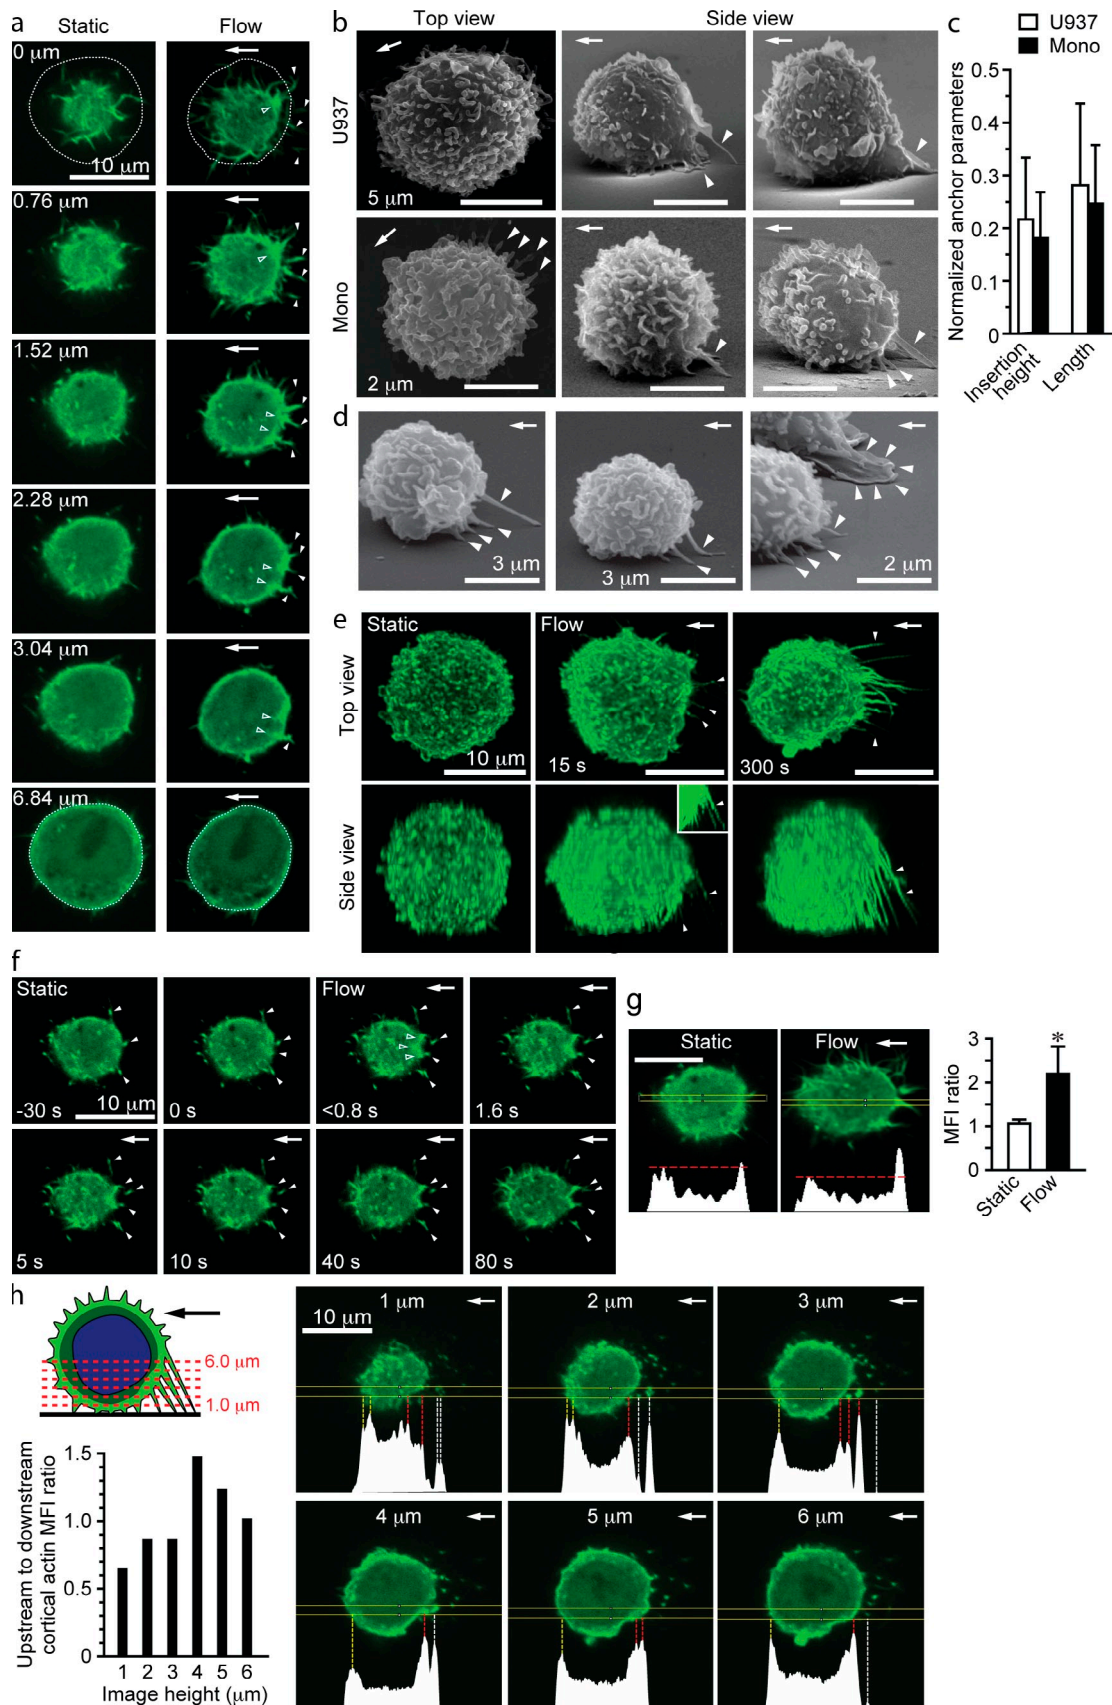 a
Static
Flow
0 μm
10 μm
0.76 μm
1.52 μm
2.28 μm
3.04 μm
6.84 μm
b
Top view
Side view
U937
5 μm
Mono
2 μm
c
U937
Mono
Normalized anchor parameters
0.5
0.4
0.3
0.2
0.1
0
Insertion
height
Length
d
3 μm
3 μm
2 μm
e
Static
Flow
Top view
10 μm
15 s
300 s
Side view
f
Static
Flow
-30 s
10 μm
0 s
<0.8 s
1.6 s
5 s
10 s
40 s
80 s
g
Static
Flow
MFI ratio
3
2
1
0
*
Static
Flow
h
6.0 μm
1.0 μm
Upstream to downstream
cortical actin MFI ratio
1.5
1.0
0.5
0
1 2 3 4 5 6
Image height (μm)
1 μm
10 μm
2 μm
3 μm
4 μm
5 μm
6 μm